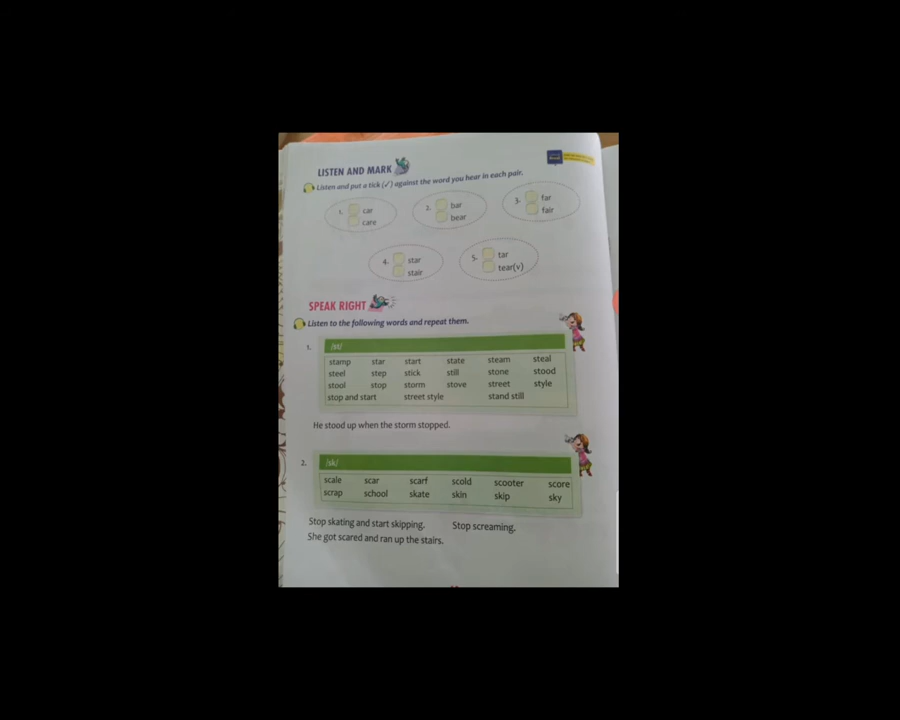 LISTEN AND MARK
Listen and put a tick (✓) against the word you hear in each pair.
1. car
care
2. bar
bear
3. far
fair
4. star
stair
5. tar
tear(v)
SPEAK RIGHT
Listen to the following words and repeat them.
1. /st/
stamp star start state steam steal
steel step stick still stone stood
stool stop storm stove street style
stop and start street style stand still
He stood up when the storm stopped.
2. /sk/
scale scar scarf scold scooter score
scrap school skate skin skip sky
Stop skating and start skipping. Stop screaming.
She got scared and ran up the stairs.